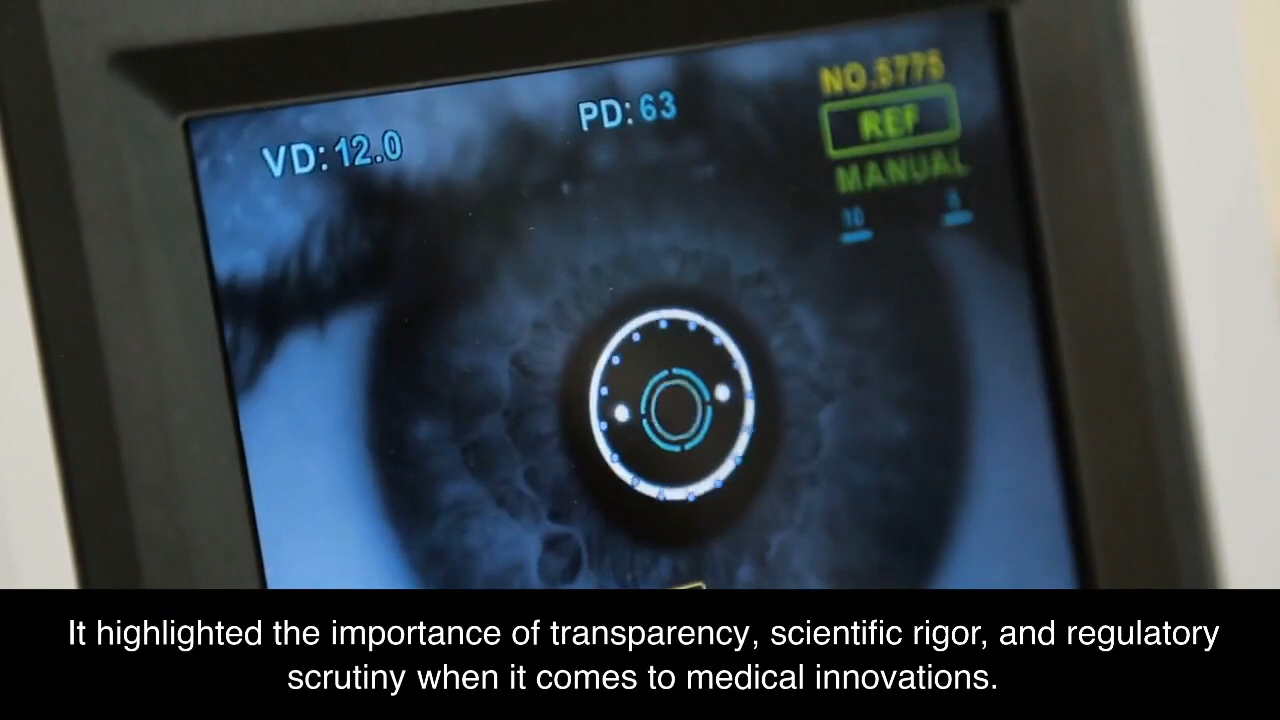 VD: 12.0
PD: 63
NO.5775
REF
MANUAL
10
It highlighted the importance of transparency, scientific rigor, and regulatory
scrutiny when it comes to medical innovations.